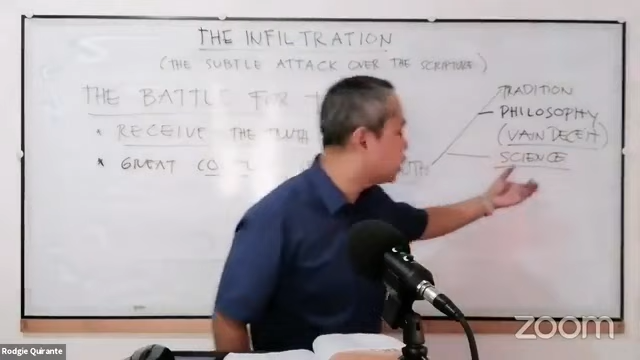 THE INFILTRATION
(THE SUBTLE ATTACK OVER THE SCRIPTURE)
THE BATTLE FOR
• RECEIVE THE TRUTH
* GREAT
TRADITION
PHILOSOPHY
(VAIN DECEIT)
SCIENCE
zoom
Rodgie Quirante